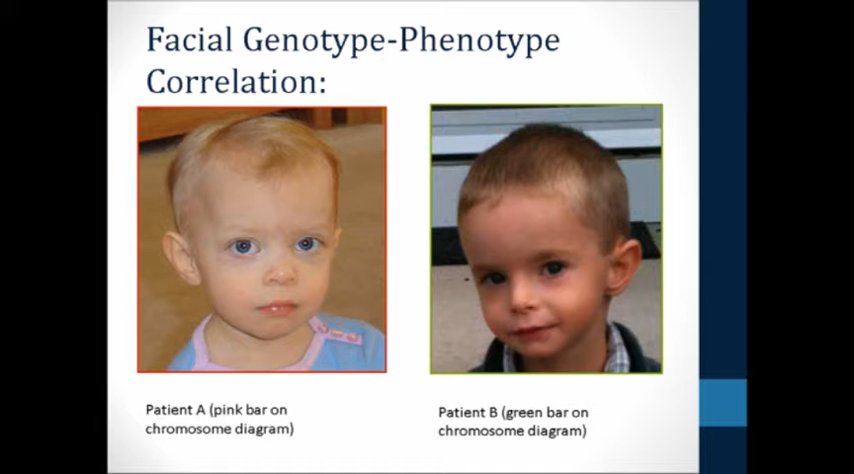 Facial Genotype-Phenotype
Correlation:
Patient A (pink bar on
chromosome diagram)
Patient B (green bar on
chromosome diagram)